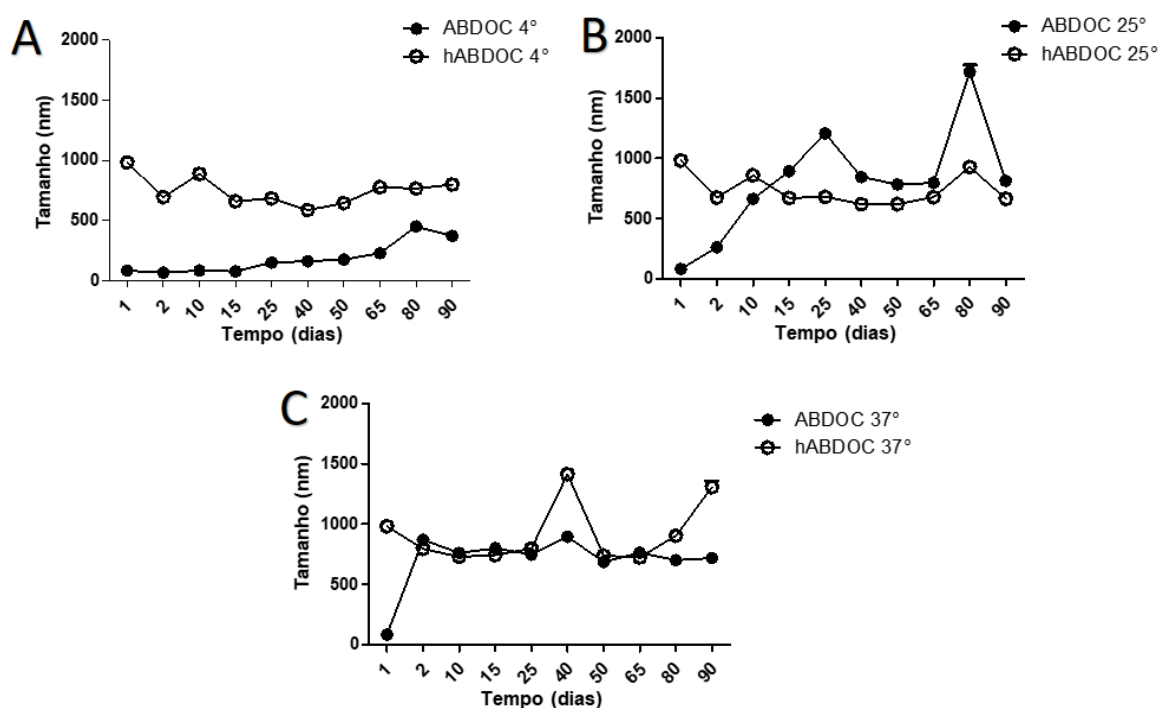 A
ABDOC 4°
hABDOC 4°
Tamanho (nm)
2000
1500
1000
500
0
1 2 10 15 25 40 50 65 80 90
Tempo (dias)
B
ABDOC 25°
hABDOC 25°
Tamanho (nm)
2000
1500
1000
500
0
1 2 10 15 25 40 50 65 80 90
Tempo (dias)
C
ABDOC 37°
hABDOC 37°
Tamanho (nm)
2000
1500
1000
500
0
1 2 10 15 25 40 50 65 80 90
Tempo (dias)